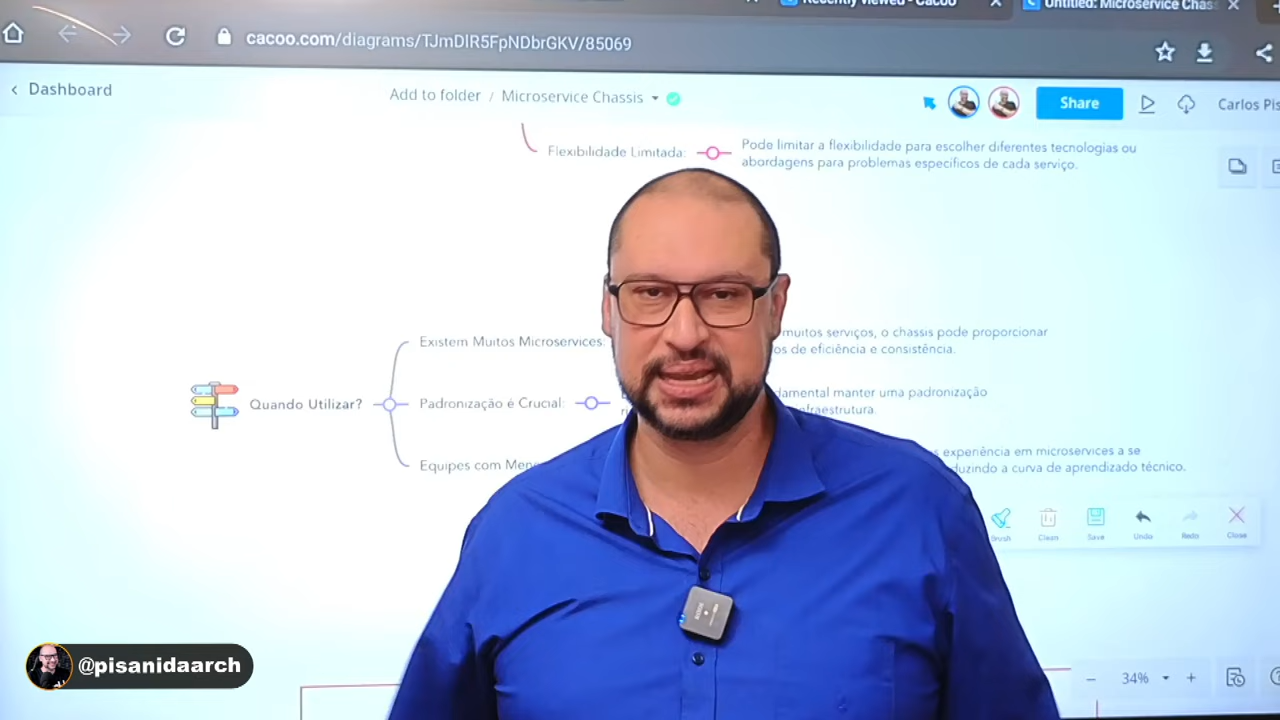 Recently viewed - Cacoo
Untitled: Microservice Chas
cacoo.com/diagrams/TJmDlR5FpNDbrGKV/85069
Dashboard
Add to folder / Microservice Chassis
Share
Carlos Pis
Flexibilidade Limitada:
Pode limitar a flexibilidade para escolher diferentes tecnologias ou
abordagens para problemas específicos de cada serviço.
Quando Utilizar?
Existem Muitos Microservices:
muitos serviços, o chassis pode proporcionar
os de eficiência e consistência.
Padronização é Crucial:
damental manter uma padronização
nfraestrutura.
Equipes com Men
experiência em microservices a se
duzindo a curva de aprendizado técnico.
Brush
Clean
Save
Undo
Redo
Close
@pisanidaarch
− 34% +